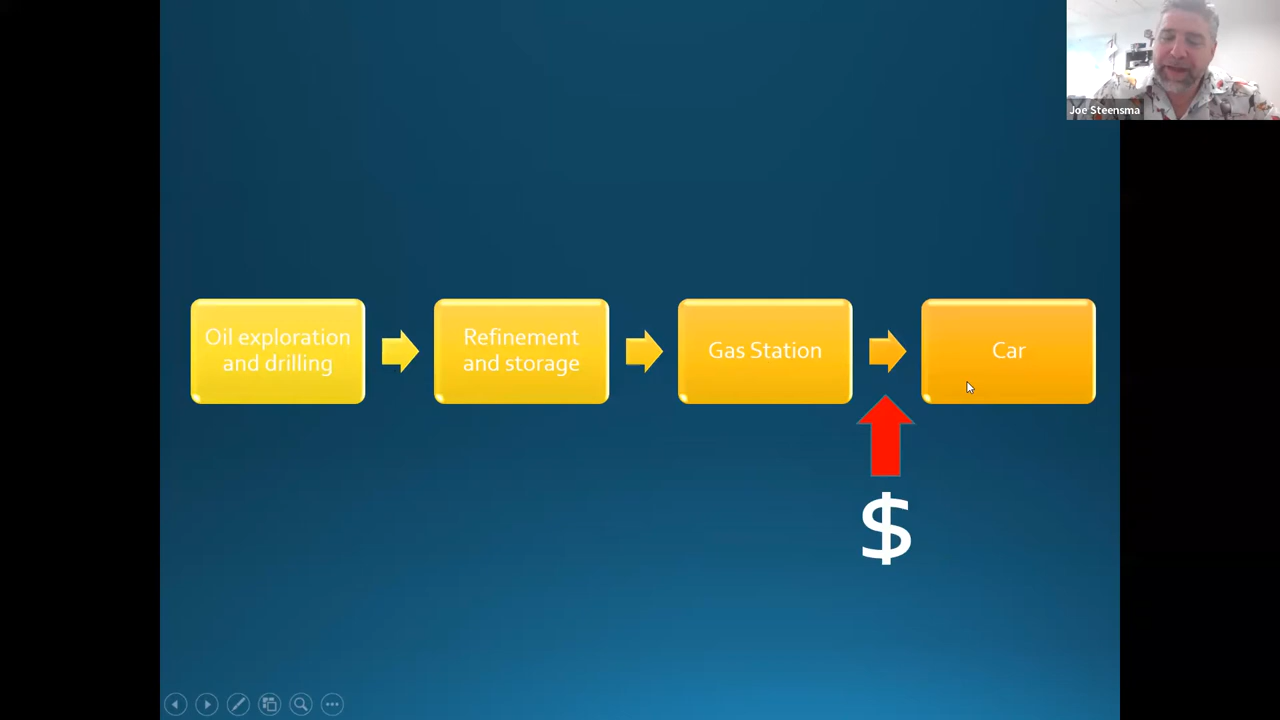 Joe Steensma
Oil exploration
and drilling
Refinement
and storage
Gas Station
Car
$